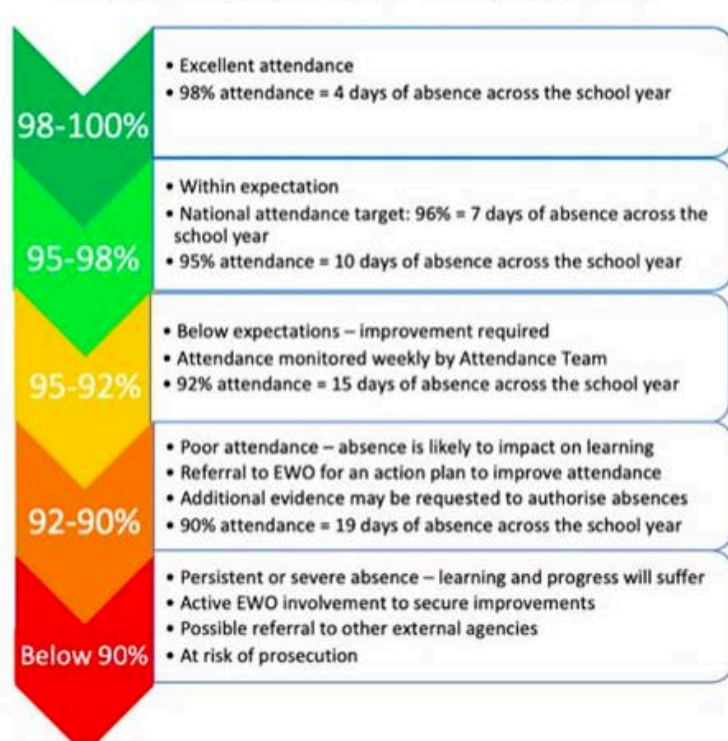 98-100%
• Excellent attendance
• 98% attendance = 4 days of absence across the school year
95-98%
• Within expectation
• National attendance target: 96% = 7 days of absence across the
school year
• 95% attendance = 10 days of absence across the school year
95-92%
• Below expectations – improvement required
• Attendance monitored weekly by Attendance Team
• 92% attendance = 15 days of absence across the school year
92-90%
• Poor attendance – absence is likely to impact on learning
• Referral to EWO for an action plan to improve attendance
• Additional evidence may be requested to authorise absences
• 90% attendance = 19 days of absence across the school year
Below 90%
• Persistent or severe absence – learning and progress will suffer
• Active EWO involvement to secure improvements
• Possible referral to other external agencies
• At risk of prosecution